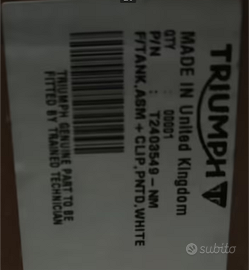 TRIUMPH
MADE IN United Kingdom
QTY : 00001
P/N : T2403549-NM
F/TANK,ASM + CLIP,PNTD,WHITE
TRIUMPH GENUINE PART TO BE
FITTED BY TRAINED TECHNICIAN
subito